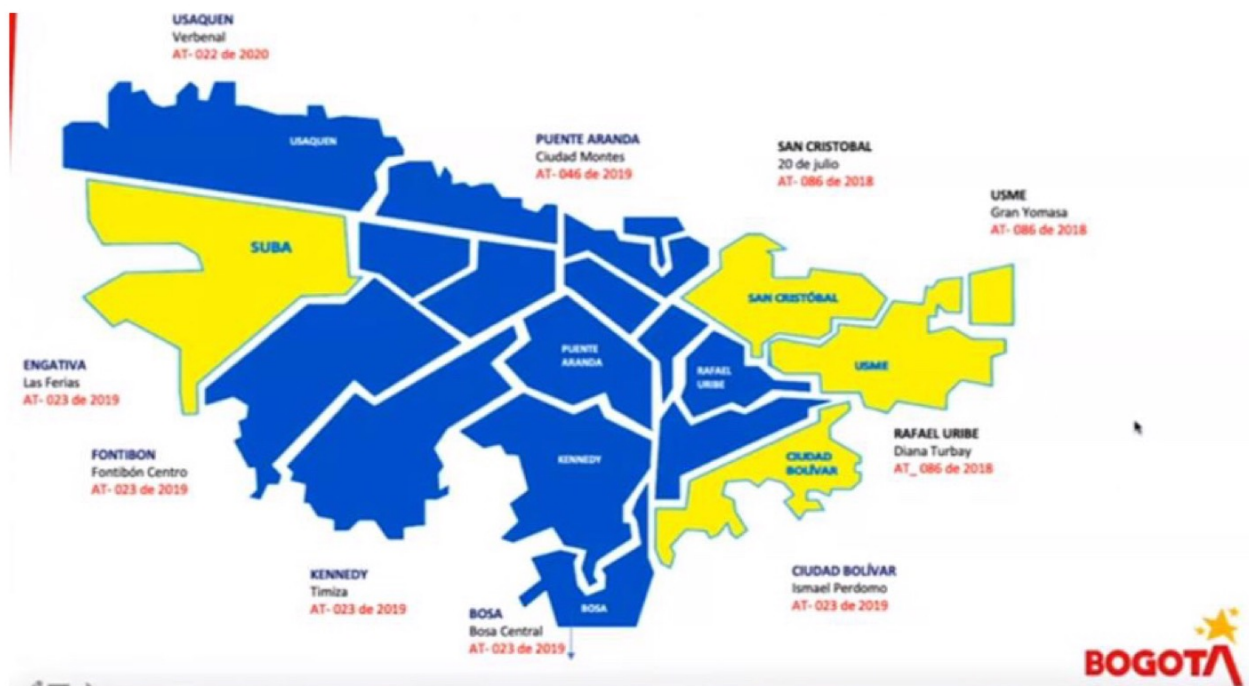 USAQUEN
Verbenal
AT- 022 de 2020
USAQUEN
PUENTE ARANDA
Ciudad Montes
AT- 046 de 2019
SAN CRISTOBAL
20 de julio
AT- 086 de 2018
USME
Gran Yomasa
AT- 086 de 2018
SUBA
SAN CRISTÓBAL
PUENTE
ARANDA
RAFAEL
URIBE
USME
ENGATIVA
Las Ferias
AT- 023 de 2019
FONTIBON
Fontibón Centro
AT- 023 de 2019
KENNEDY
CIUDAD
BOLÍVAR
RAFAEL URIBE
Diana Turbay
AT_ 086 de 2018
KENNEDY
Timiza
AT- 023 de 2019
BOSA
BOSA
Bosa Central
AT- 023 de 2019
CIUDAD BOLÍVAR
Ismael Perdomo
AT- 023 de 2019
BOGOTÁ